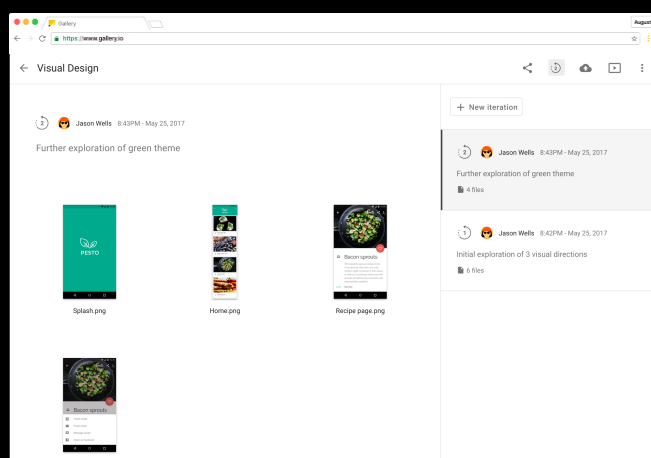 Gallery
August
https://www.gallery.io
Visual Design
2
New iteration
2 Jason Wells 8:43PM - May 25, 2017
Further exploration of green theme
2 Jason Wells 8:43PM - May 25, 2017
Further exploration of green theme
4 files
1 Jason Wells 8:42PM - May 25, 2017
Initial exploration of 3 visual directions
6 files
PESTO
Bacon sprouts
Splash.png
Home.png
Recipe page.png
Bacon sprouts